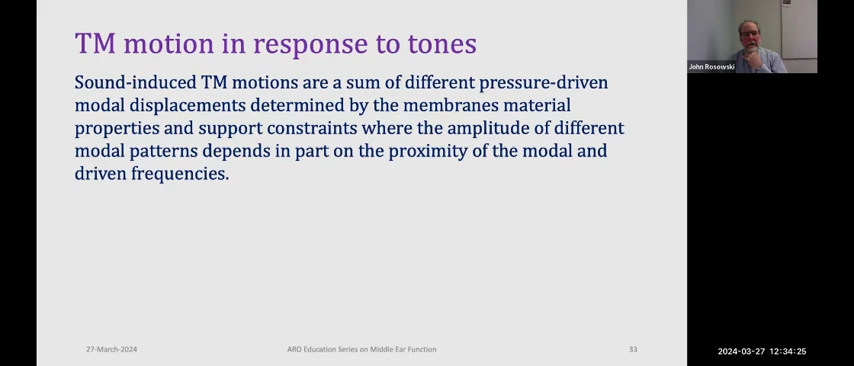 TM motion in response to tones
Sound-induced TM motions are a sum of different pressure-driven
modal displacements determined by the membranes material
properties and support constraints where the amplitude of different
modal patterns depends in part on the proximity of the modal and
driven frequencies.
John Rosowski
27-March-2024
ARO Education Series on Middle Ear Function
33
2024-03-27 12:34:25